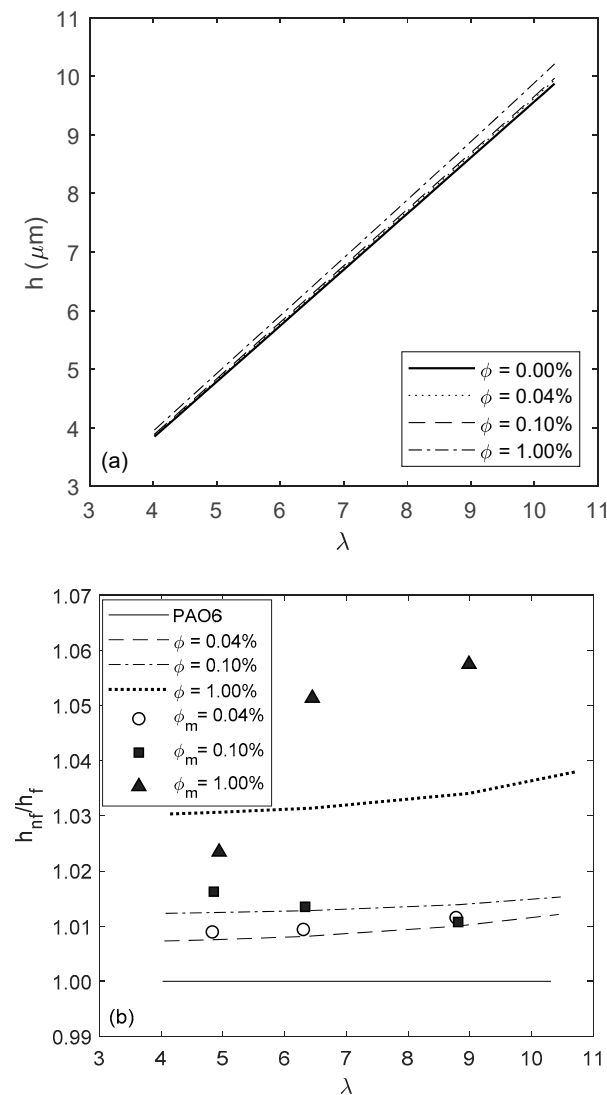 11
10
9
8
7
6
5
4
3
h (μm)
ϕ = 0.00%
ϕ = 0.04%
ϕ = 0.10%
ϕ = 1.00%
(a)
3 4 5 6 7 8 9 10 11
λ
1.07
1.06
1.05
1.04
1.03
1.02
1.01
1.00
0.99
h_nf/h_f
PAO6
ϕ = 0.04%
ϕ = 0.10%
ϕ = 1.00%
ϕ_m = 0.04%
ϕ_m = 0.10%
ϕ_m = 1.00%
(b)
3 4 5 6 7 8 9 10 11
λ